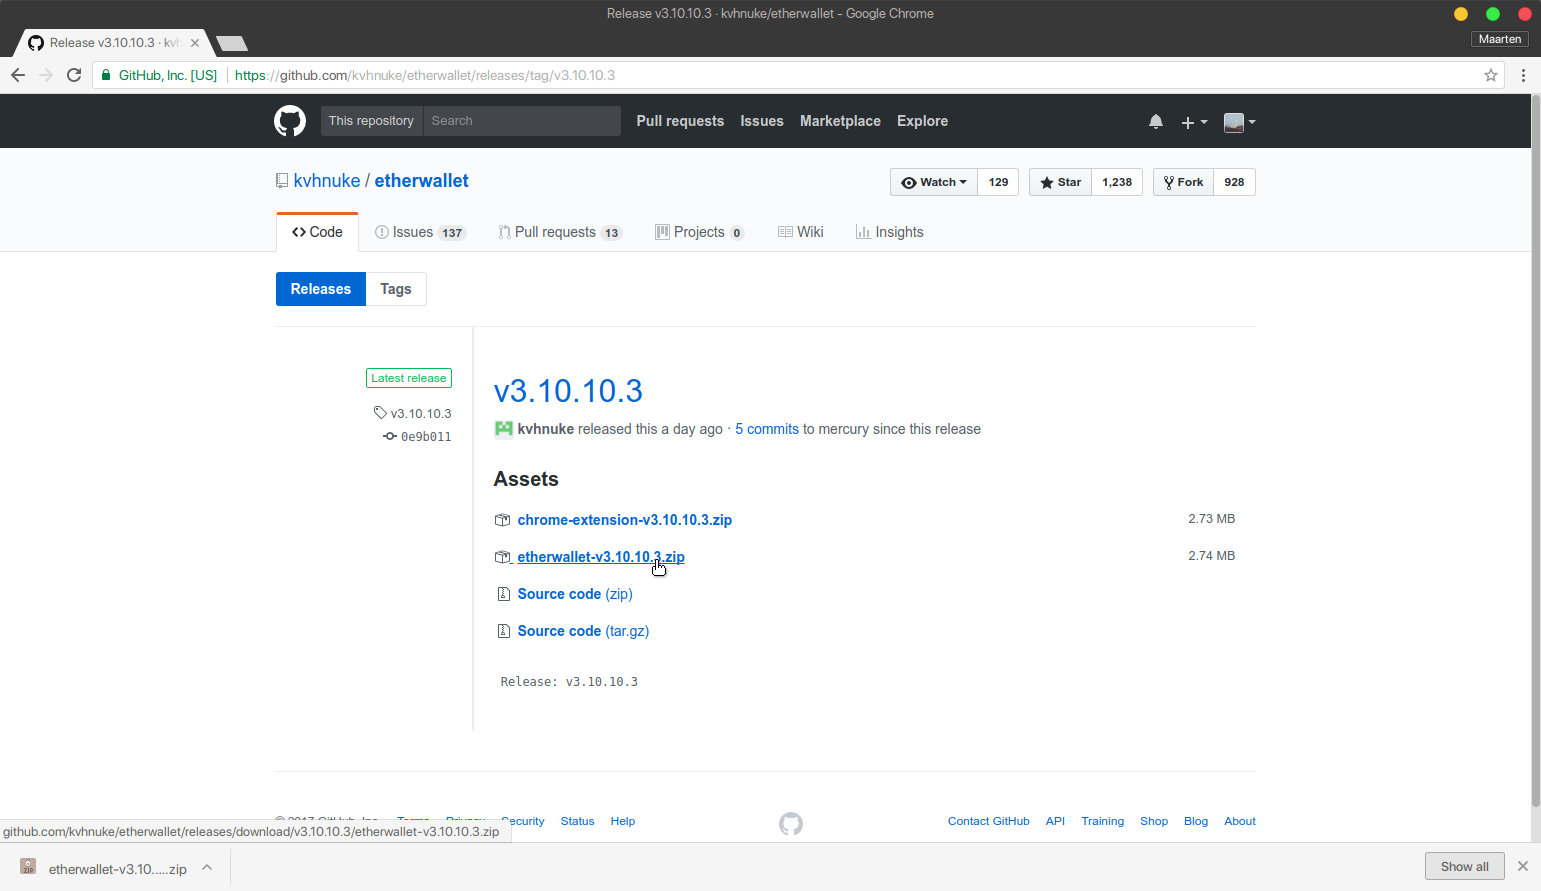 Release v3.10.10.3 · kvhnuke/etherwallet - Google Chrome
Release v3.10.10.3 · kvh
Maarten
GitHub, Inc. [US] https://github.com/kvhnuke/etherwallet/releases/tag/v3.10.10.3
This repository Search Pull requests Issues Marketplace Explore
kvhnuke / etherwallet
Watch 129 Star 1,238 Fork 928
Code Issues 137 Pull requests 13 Projects 0 Wiki Insights
Releases Tags
Latest release
v3.10.10.3
0e9b011
v3.10.10.3
kvhnuke released this a day ago · 5 commits to mercury since this release
Assets
chrome-extension-v3.10.10.3.zip 2.73 MB
etherwallet-v3.10.10.3.zip 2.74 MB
Source code (zip)
Source code (tar.gz)
Release: v3.10.10.3
© 2017 GitHub, Inc. Terms Privacy Security Status Help Contact GitHub API Training Shop Blog About
github.com/kvhnuke/etherwallet/releases/download/v3.10.10.3/etherwallet-v3.10.10.3.zip
ZIP
etherwallet-v3.10.....zip Show all